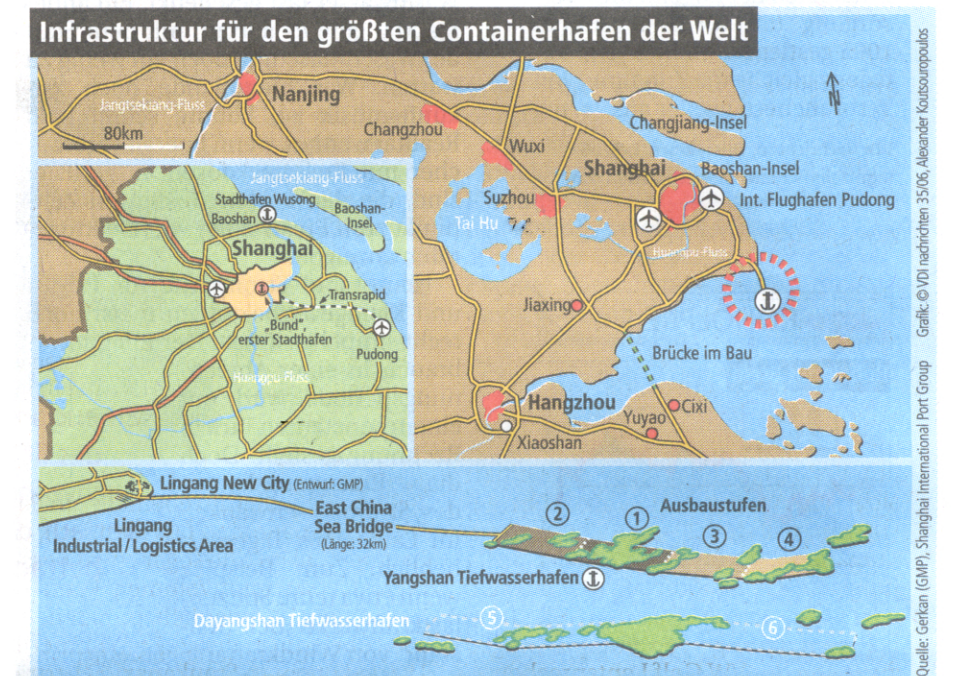 Infrastruktur für den größten Containerhafen der Welt
Jangtsekiang-Fluss
Nanjing
80km
Changzhou
Wuxi
Changjiang-Insel
Shanghai
Baoshan-Insel
Suzhou
Int. Flughafen Pudong
Tai Hu
Huangpu-Fluss
Jiaxing
Brücke im Bau
Hangzhou
Cixi
Yuyao
Xiaoshan
N
Jangtsekiang-Fluss
Stadthafen Wusong
Baoshan
Baoshan-
Insel
Shanghai
Transrapid
„Bund“,
erster Stadthafen
Pudong
Huangpu-Fluss
Lingang New City (Entwurf: GMP)
Lingang
Industrial/Logistics Area
East China
Sea Bridge
(Länge: 32km)
Ausbaustufen
2
1
3
4
Yangshan Tiefwasserhafen
Dayangshan Tiefwasserhafen
5
6
Quelle: Gerkan (GMP), Shanghai International Port Group Grafik: © VDI nachrichten 35/06, Alexander Koutsouropoulos